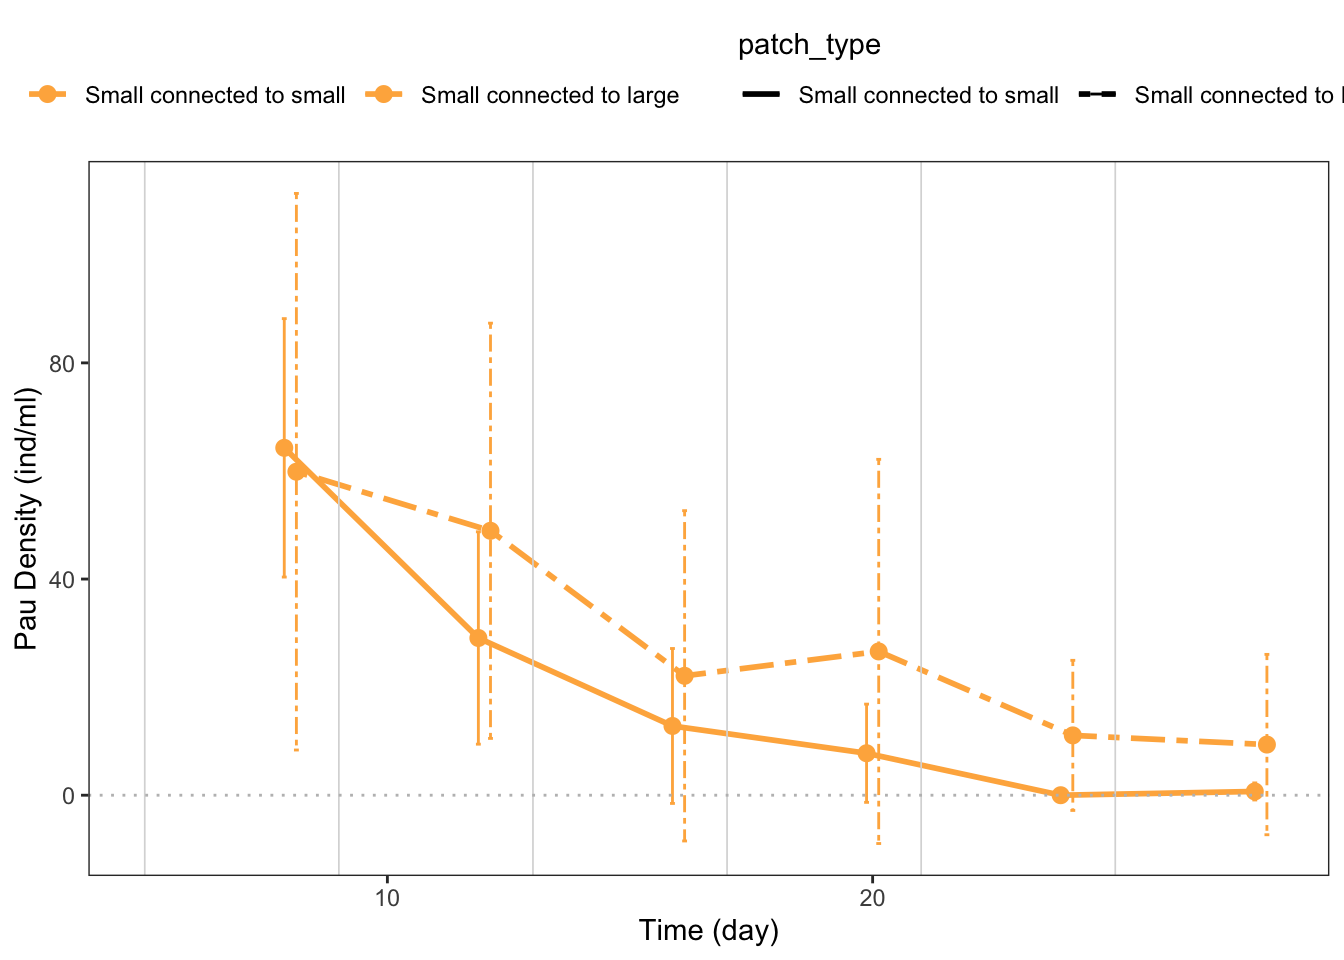 patch_type
Small connected to small Small connected to large Small connected to small Small connected to
80
40
0
Pau Density (ind/ml)
10 20
Time (day)